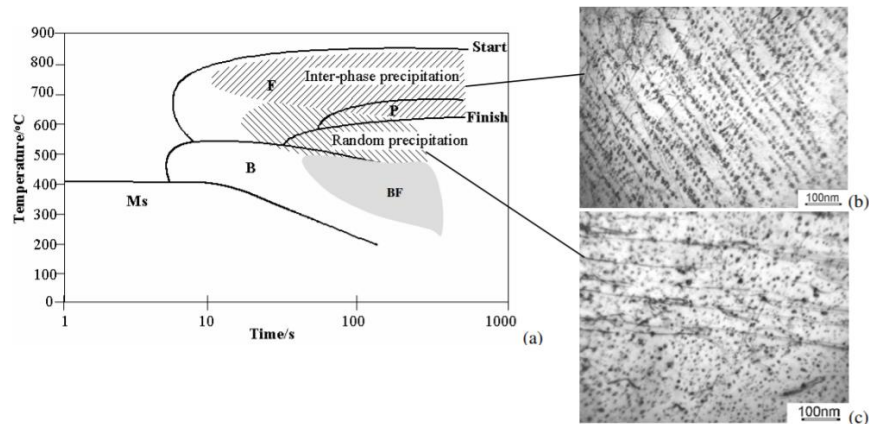 900
800
700
600
500
400
300
200
100
0
Temperature/°C
1
10
100
1000
Time/s
Start
F
Inter-phase precipitation
P
Finish
Random precipitation
B
BF
Ms
(a)
100nm
(b)
100nm
(c)